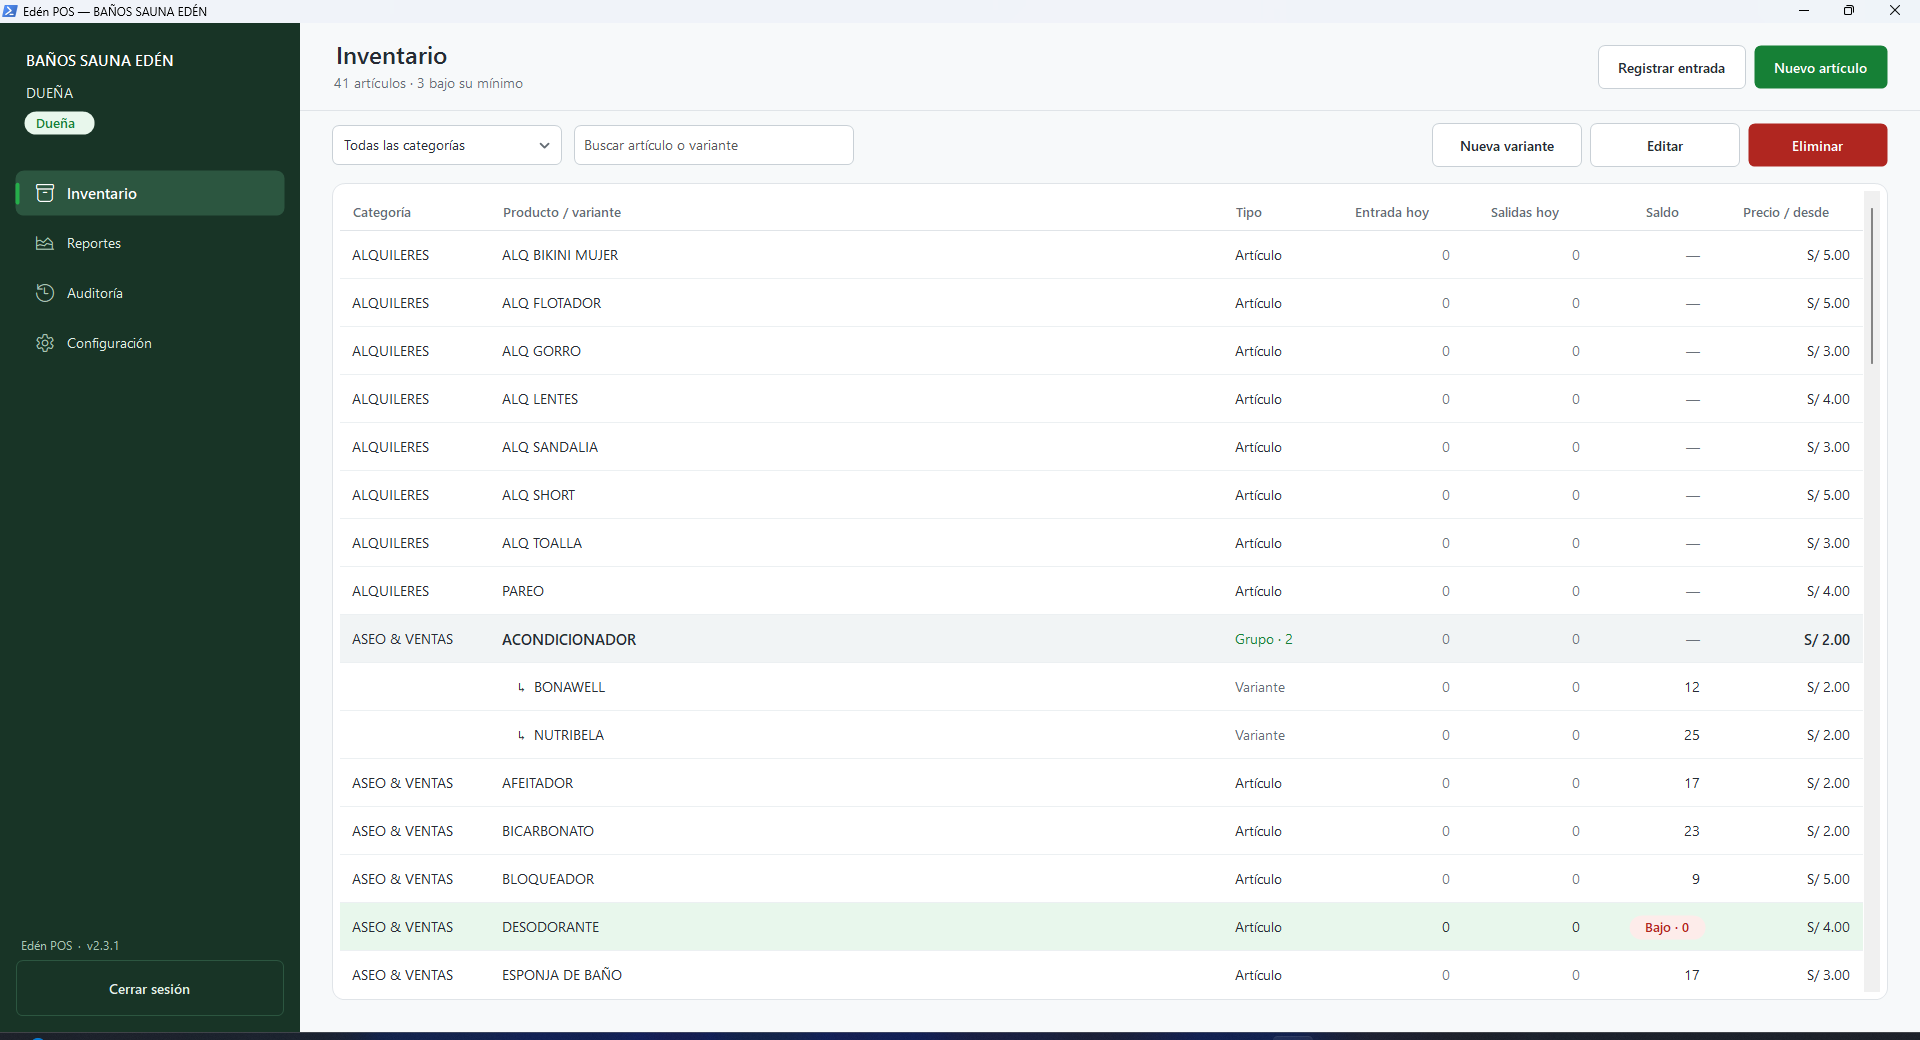 Edén POS — BAÑOS SAUNA EDÉN
BAÑOS SAUNA EDÉN
DUEÑA
Dueña
Inventario
Reportes
Auditoría
Configuración
Edén POS · v2.3.1
Cerrar sesión
Inventario
41 artículos · 3 bajo su mínimo
Registrar entrada
Nuevo artículo
Todas las categorías
Buscar artículo o variante
Nueva variante
Editar
Eliminar
Categoría Producto / variante Tipo Entrada hoy Salidas hoy Saldo Precio / desde
ALQUILERES ALQ BIKINI MUJER Artículo 0 0 — S/ 5.00
ALQUILERES ALQ FLOTADOR Artículo 0 0 — S/ 5.00
ALQUILERES ALQ GORRO Artículo 0 0 — S/ 3.00
ALQUILERES ALQ LENTES Artículo 0 0 — S/ 4.00
ALQUILERES ALQ SANDALIA Artículo 0 0 — S/ 3.00
ALQUILERES ALQ SHORT Artículo 0 0 — S/ 5.00
ALQUILERES ALQ TOALLA Artículo 0 0 — S/ 3.00
ALQUILERES PAREO Artículo 0 0 — S/ 4.00
ASEO & VENTAS ACONDICIONADOR Grupo · 2 0 0 — S/ 2.00
↳ BONAWELL Variante 0 0 12 S/ 2.00
↳ NUTRIBELA Variante 0 0 25 S/ 2.00
ASEO & VENTAS AFEITADOR Artículo 0 0 17 S/ 2.00
ASEO & VENTAS BICARBONATO Artículo 0 0 23 S/ 2.00
ASEO & VENTAS BLOQUEADOR Artículo 0 0 9 S/ 5.00
ASEO & VENTAS DESODORANTE Artículo 0 0 Bajo · 0 S/ 4.00
ASEO & VENTAS ESPONJA DE BAÑO Artículo 0 0 17 S/ 3.00